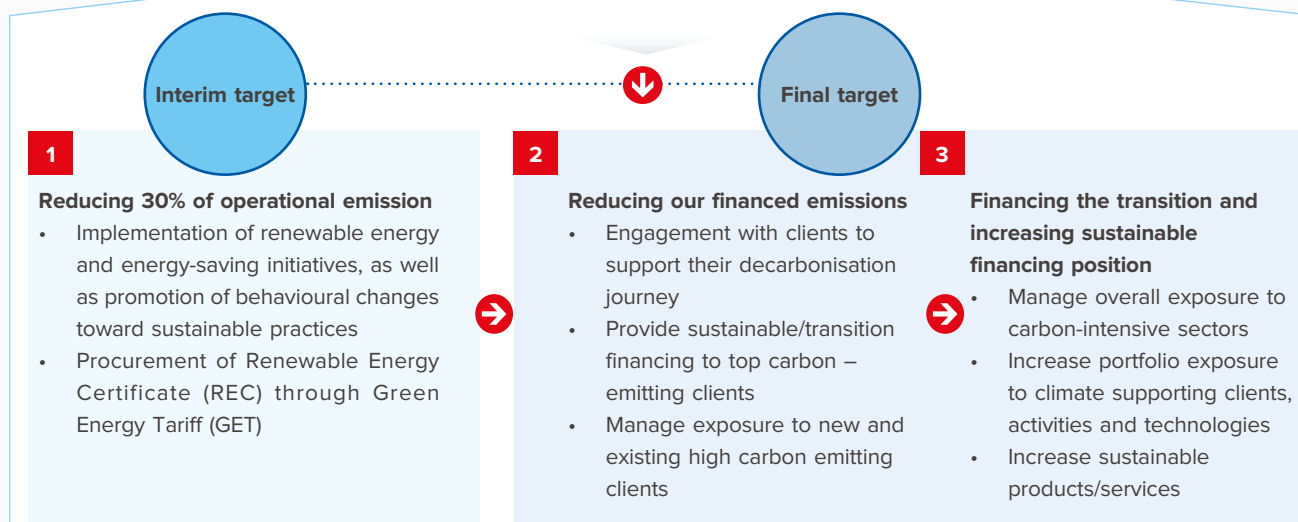 Interim target
Final target
1
Reducing 30% of operational emission
• Implementation of renewable energy
and energy-saving initiatives, as well
as promotion of behavioural changes
toward sustainable practices
• Procurement of Renewable Energy
Certificate (REC) through Green
Energy Tariff (GET)
2
Reducing our financed emissions
• Engagement with clients to
support their decarbonisation
journey
• Provide sustainable/transition
financing to top carbon –
emitting clients
• Manage exposure to new and
existing high carbon emitting
clients
3
Financing the transition and
increasing sustainable
financing position
• Manage overall exposure to
carbon-intensive sectors
• Increase portfolio exposure
to climate supporting clients,
activities and technologies
• Increase sustainable
products/services